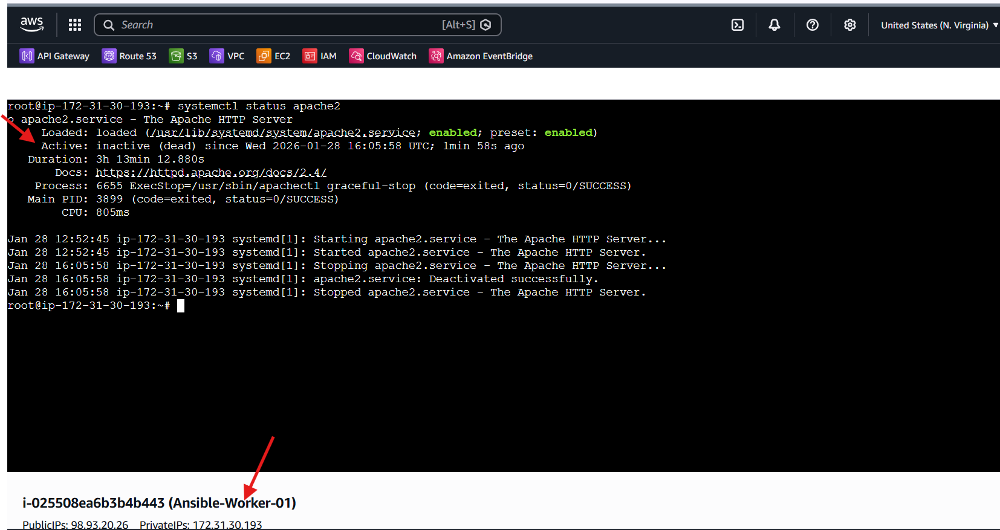 aws
Search [Alt+S]
United States (N. Virginia)
API Gateway Route 53 S3 VPC EC2 IAM CloudWatch Amazon EventBridge
root@ip-172-31-30-193:~# systemctl status apache2
○ apache2.service - The Apache HTTP Server
Loaded: loaded (/usr/lib/systemd/system/apache2.service; enabled; preset: enabled)
Active: inactive (dead) since Wed 2026-01-28 16:05:58 UTC; 1min 58s ago
Duration: 3h 13min 12.880s
Docs: https://httpd.apache.org/docs/2.4/
Process: 6655 ExecStop=/usr/sbin/apachectl graceful-stop (code=exited, status=0/SUCCESS)
Main PID: 3899 (code=exited, status=0/SUCCESS)
CPU: 805ms
Jan 28 12:52:45 ip-172-31-30-193 systemd[1]: Starting apache2.service - The Apache HTTP Server...
Jan 28 12:52:45 ip-172-31-30-193 systemd[1]: Started apache2.service - The Apache HTTP Server.
Jan 28 16:05:58 ip-172-31-30-193 systemd[1]: Stopping apache2.service - The Apache HTTP Server...
Jan 28 16:05:58 ip-172-31-30-193 systemd[1]: apache2.service: Deactivated successfully.
Jan 28 16:05:58 ip-172-31-30-193 systemd[1]: Stopped apache2.service - The Apache HTTP Server.
root@ip-172-31-30-193:~#
i-025508ea6b3b4b443 (Ansible-Worker-01)
PublicIPs: 98.93.20.26 PrivateIPs: 172.31.30.193